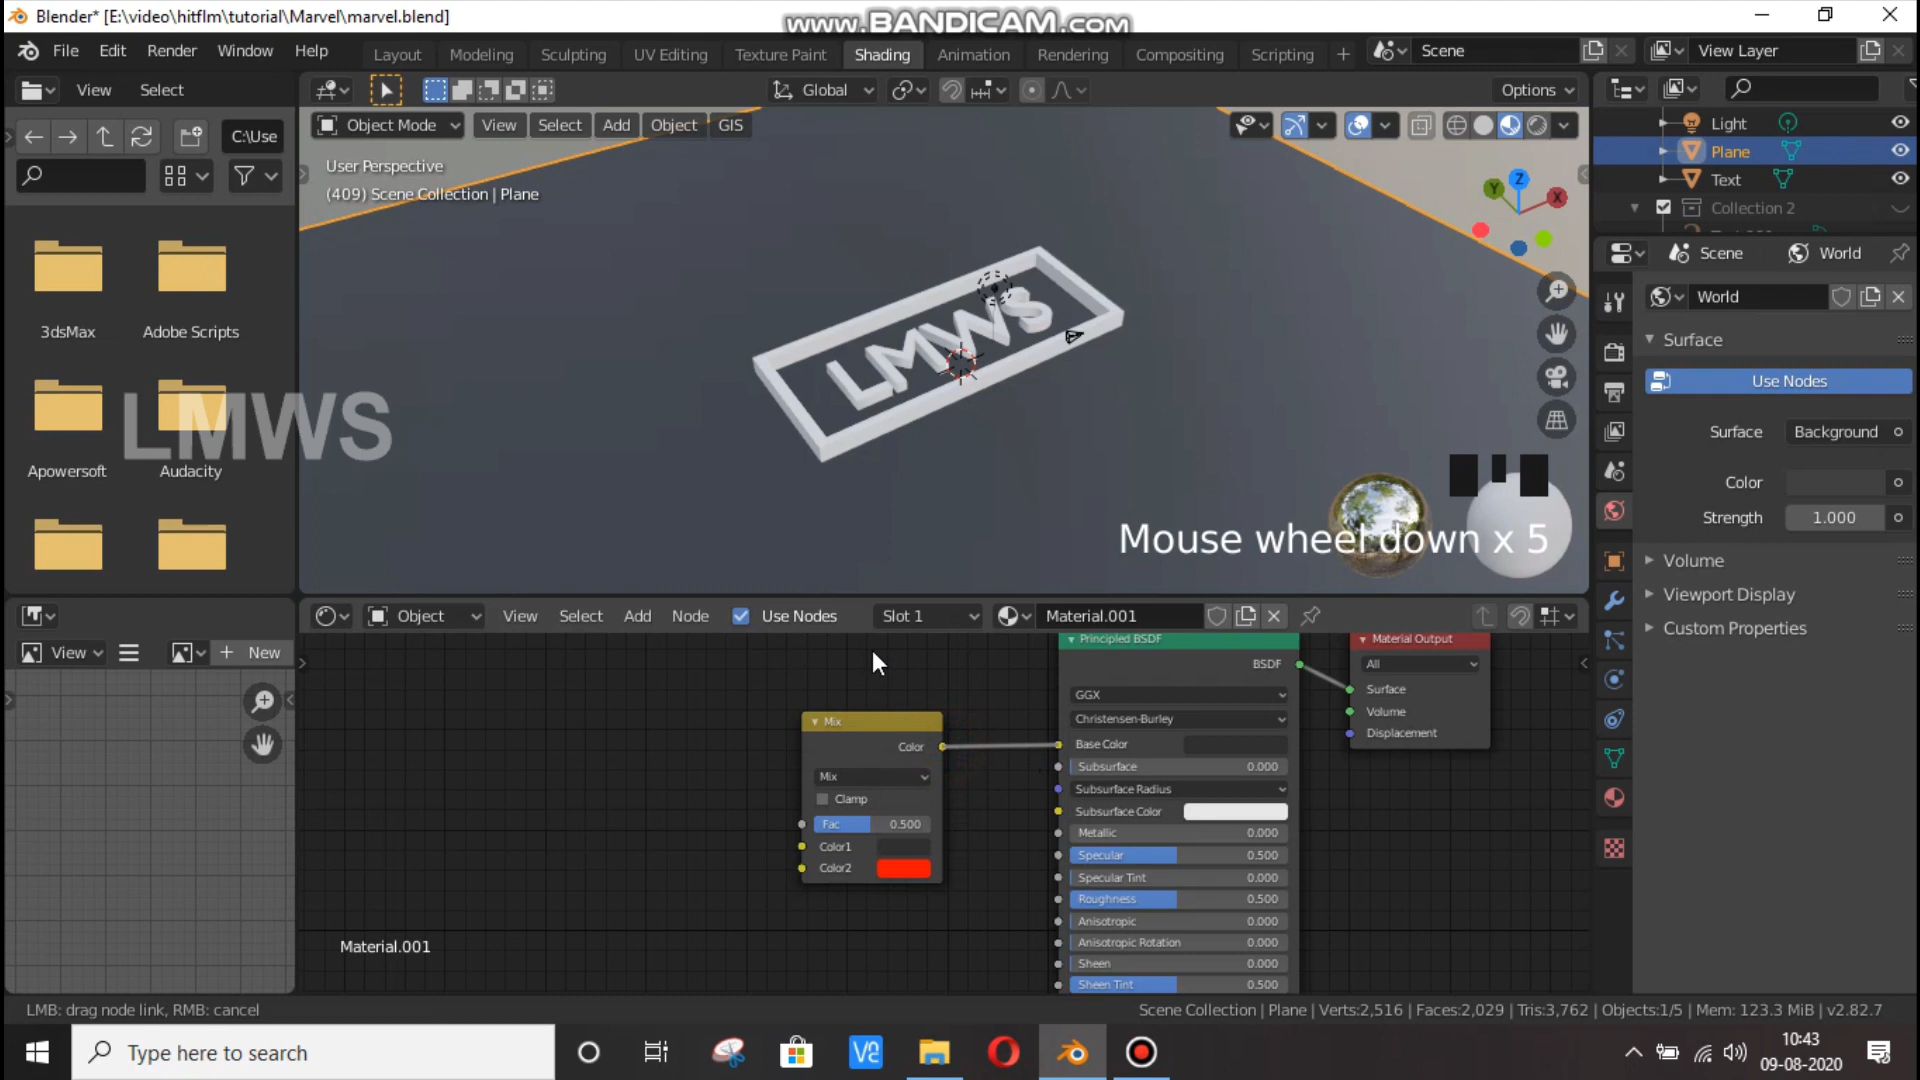 Blender* [E:\video\hitflm\tutorial\Marvel\marvel.blend]
www.BANDICAM.com
File Edit Render Window Help
Layout Modeling Sculpting UV Editing Texture Paint Shading Animation Rendering Compositing Scripting +
Scene
View Layer
View Select
Global
Options
C:\Use
Object Mode View Select Add Object GIS
User Perspective
(409) Scene Collection | Plane
Light
Plane
Text
Collection 2
Scene World
World
Surface
Use Nodes
Surface Background
Color
Strength 1.000
Volume
Viewport Display
Custom Properties
3dsMax Adobe Scripts
Apowersoft Audacity
LMWS
LMWS
X
Y
Z
Mouse wheel down x 5
Object View Select Add Node Use Nodes Slot 1 Material.001
View + New
Mix
Color
Mix
Clamp
Fac 0.500
Color1
Color2
Principled BSDF
BSDF
GGX
Christensen-Burley
Base Color
Subsurface 0.000
Subsurface Radius
Subsurface Color
Metallic 0.000
Specular 0.500
Specular Tint 0.000
Roughness 0.500
Anisotropic 0.000
Anisotropic Rotation 0.000
Sheen 0.000
Sheen Tint 0.500
Material Output
All
Surface
Volume
Displacement
Material.001
LMB: drag node link, RMB: cancel
Scene Collection | Plane | Verts:2,516 | Faces:2,029 | Tris:3,762 | Objects:1/5 | Mem: 123.3 MiB | v2.82.7
Type here to search
10:43
09-08-2020